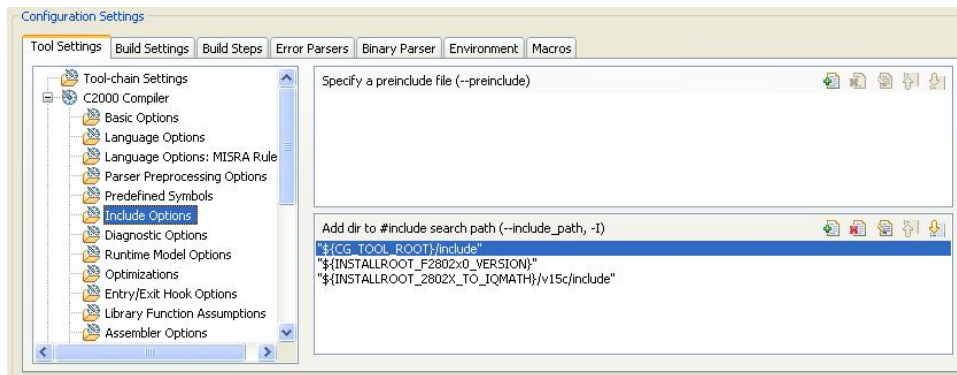 Configuration Settings
Tool Settings Build Settings Build Steps Error Parsers Binary Parser Environment Macros
Tool-chain Settings
C2000 Compiler
Basic Options
Language Options
Language Options: MISRA Rule
Parser Preprocessing Options
Predefined Symbols
Include Options
Diagnostic Options
Runtime Model Options
Optimizations
Entry/Exit Hook Options
Library Function Assumptions
Assembler Options
Specify a preinclude file (--preinclude)
Add dir to #include search path (--include_path, -I)
"${CG_TOOL_ROOT}/include"
"${INSTALLROOT_F2802x0_VERSION}"
"${INSTALLROOT_2802X_TO_IQMATH}/v15c/include"